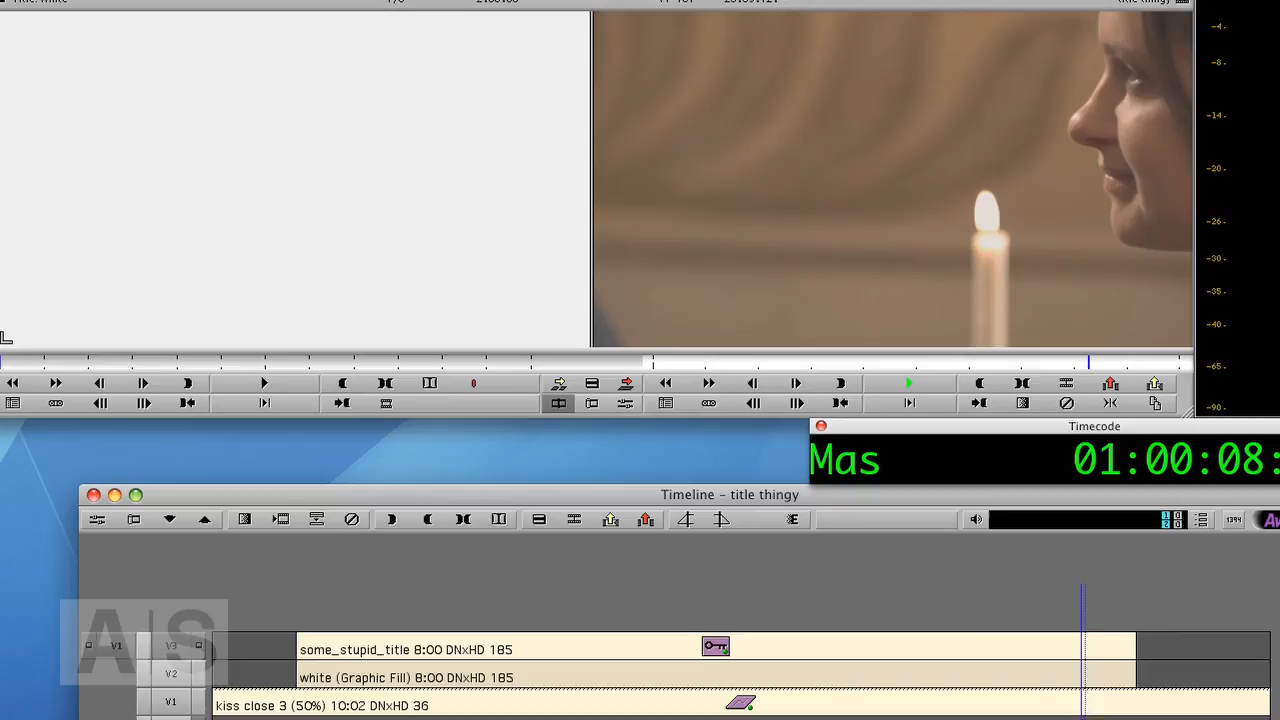 -4.
-8.
-14.
-20.
-26.
-30.
-35.
-40.
-65.
-90.
Timecode
Mas 01:00:08:
Timeline - title thingy
1394
V1 V3 some_stupid_title 8:00 DNxHD 185
V2 white (Graphic Fill) 8:00 DNxHD 185
V1 kiss close 3 (50%) 10:02 DNxHD 36
A|S